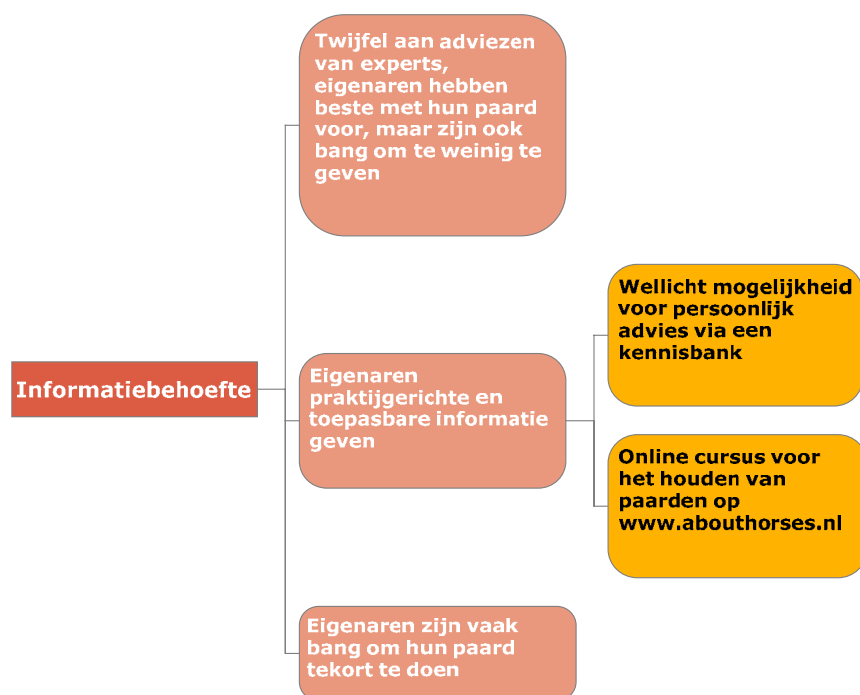 Twijfel aan adviezen
van experts,
eigenaren hebben
beste met hun paard
voor, maar zijn ook
bang om te weinig te
geven
Informatiebehoefte
Eigenaren
praktijgerichte en
toepasbare informatie
geven
Wellicht mogelijkheid
voor persoonlijk
advies via een
kennisbank
Online cursus voor
het houden van
paarden op
www.abouthorses.nl
Eigenaren zijn vaak
bang om hun paard
tekort te doen